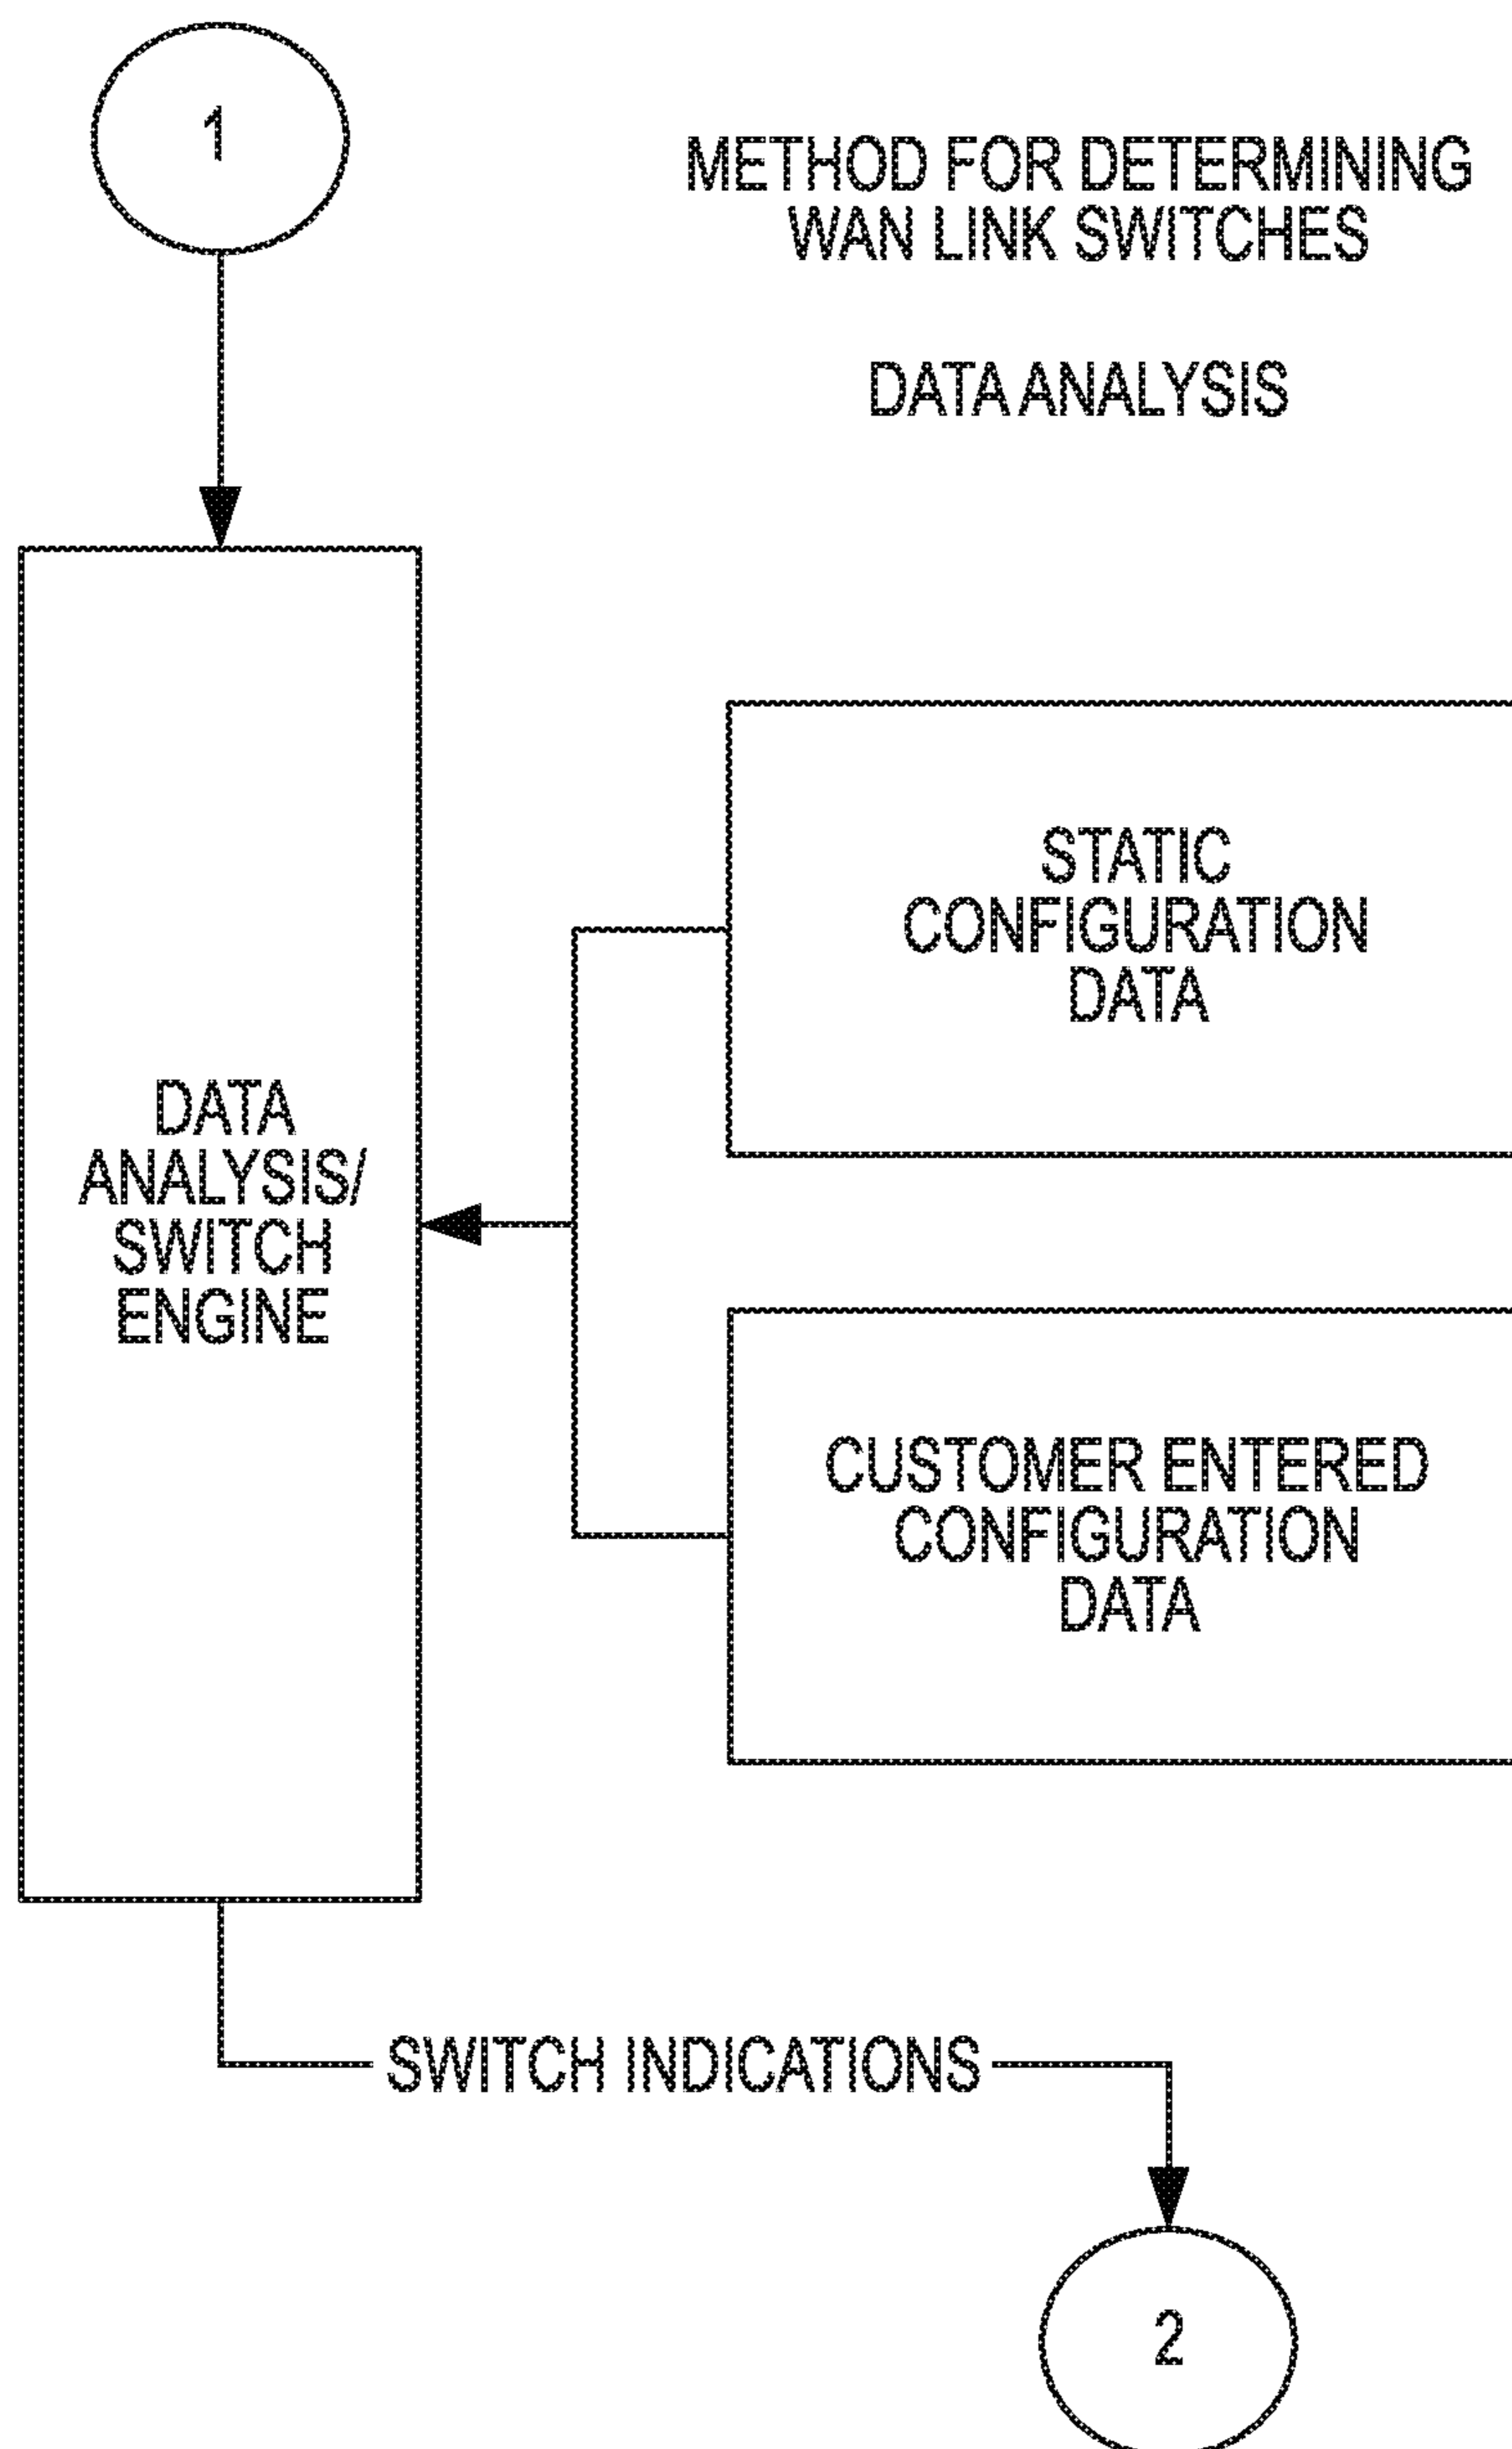 1
METHOD FOR DETERMINING
WAN LINK SWITCHES
DATA ANALYSIS
STATIC
CONFIGURATION
DATA
DATA
ANALYSIS/
SWITCH
ENGINE
CUSTOMER ENTERED
CONFIGURATION
DATA
SWITCH INDICATIONS
2